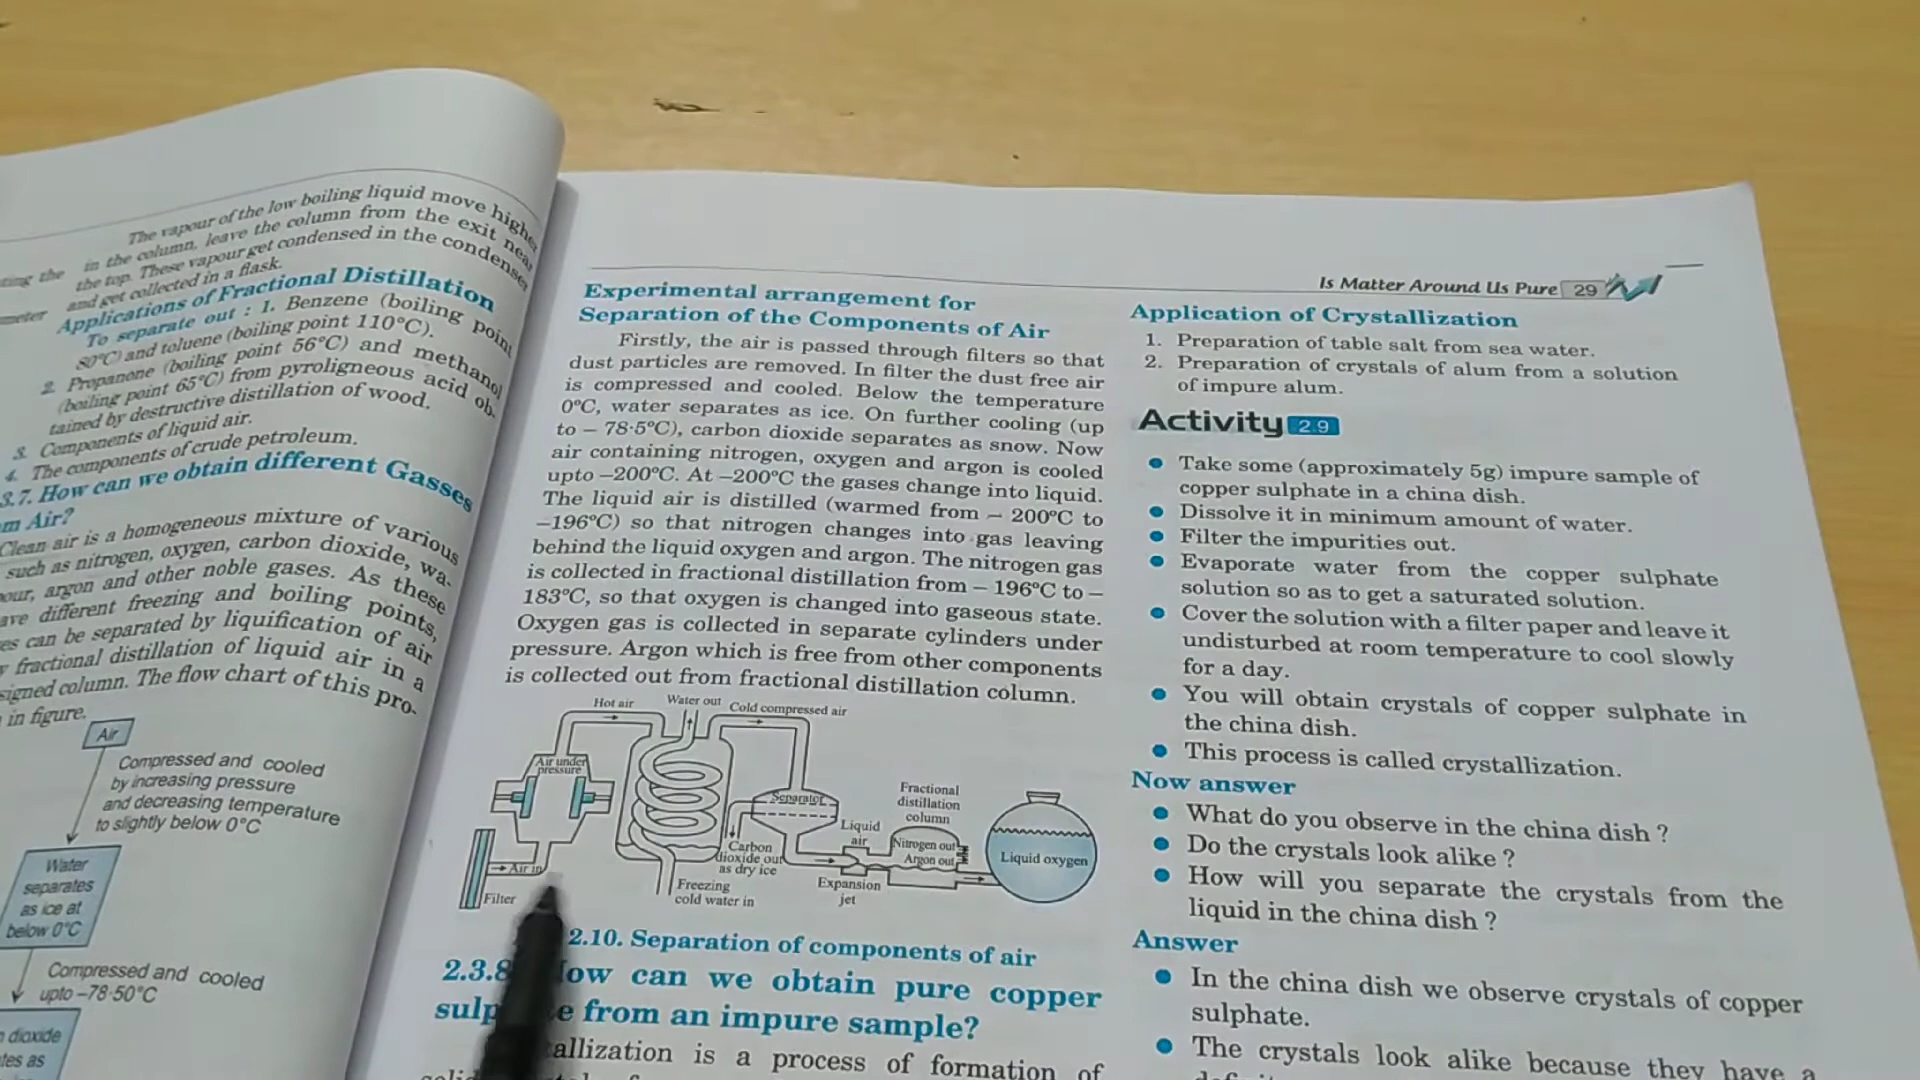 The vapour of the low boiling liquid move higher
in the column, leave the column from the exit near
the top. These vapour get condensed in the condenser
and get collected in a flask.
ting the
meter
Applications of Fractional Distillation
To separate out : 1. Benzene (boiling point
80°C) and toluene (boiling point 110°C).
2. Propanone (boiling point 56°C) and methanol
(boiling point 65°C) from pyroligneous acid ob-
tained by destructive distillation of wood.
3. Components of liquid air.
4. The components of crude petroleum.
3.7. How can we obtain different Gasses
m Air?
Clean air is a homogeneous mixture of various
such as nitrogen, oxygen, carbon dioxide, wa-
our, argon and other noble gases. As these
ave different freezing and boiling points,
es can be separated by liquification of air
y fractional distillation of liquid air in a
signed column. The flow chart of this pro-
in figure.
Air
Compressed and cooled
by increasing pressure
and decreasing temperature
to slightly below 0°C
Water
separates
as ice at
below 0°C
Compressed and cooled
upto –78·50°C
dioxide
tes as
Is Matter Around Us Pure 29
Experimental arrangement for
Separation of the Components of Air
Firstly, the air is passed through filters so that
dust particles are removed. In filter the dust free air
is compressed and cooled. Below the temperature
0°C, water separates as ice. On further cooling (up
to – 78·5°C), carbon dioxide separates as snow. Now
air containing nitrogen, oxygen and argon is cooled
upto –200°C. At –200°C the gases change into liquid.
The liquid air is distilled (warmed from – 200°C to
–196°C) so that nitrogen changes into gas leaving
behind the liquid oxygen and argon. The nitrogen gas
is collected in fractional distillation from – 196°C to –
183°C, so that oxygen is changed into gaseous state.
Oxygen gas is collected in separate cylinders under
pressure. Argon which is free from other components
is collected out from fractional distillation column.
Hot air
Water out
Cold compressed air
Air under
pressure
Separator
Fractional
distillation
column
Liquid
air
Nitrogen out
Argon out
Liquid oxygen
Carbon
dioxide out
as dry ice
Air in
Filter
Freezing
cold water in
Expansion
jet
2.10. Separation of components of air
2.3.8 ow can we obtain pure copper
sulp e from an impure sample?
allization is a process of formation of
Application of Crystallization
1. Preparation of table salt from sea water.
2. Preparation of crystals of alum from a solution
of impure alum.
Activity 2.9
• Take some (approximately 5g) impure sample of
copper sulphate in a china dish.
• Dissolve it in minimum amount of water.
• Filter the impurities out.
• Evaporate water from the copper sulphate
solution so as to get a saturated solution.
• Cover the solution with a filter paper and leave it
undisturbed at room temperature to cool slowly
for a day.
• You will obtain crystals of copper sulphate in
the china dish.
• This process is called crystallization.
Now answer
• What do you observe in the china dish ?
• Do the crystals look alike ?
• How will you separate the crystals from the
liquid in the china dish ?
Answer
• In the china dish we observe crystals of copper
sulphate.
• The crystals look alike because they have a